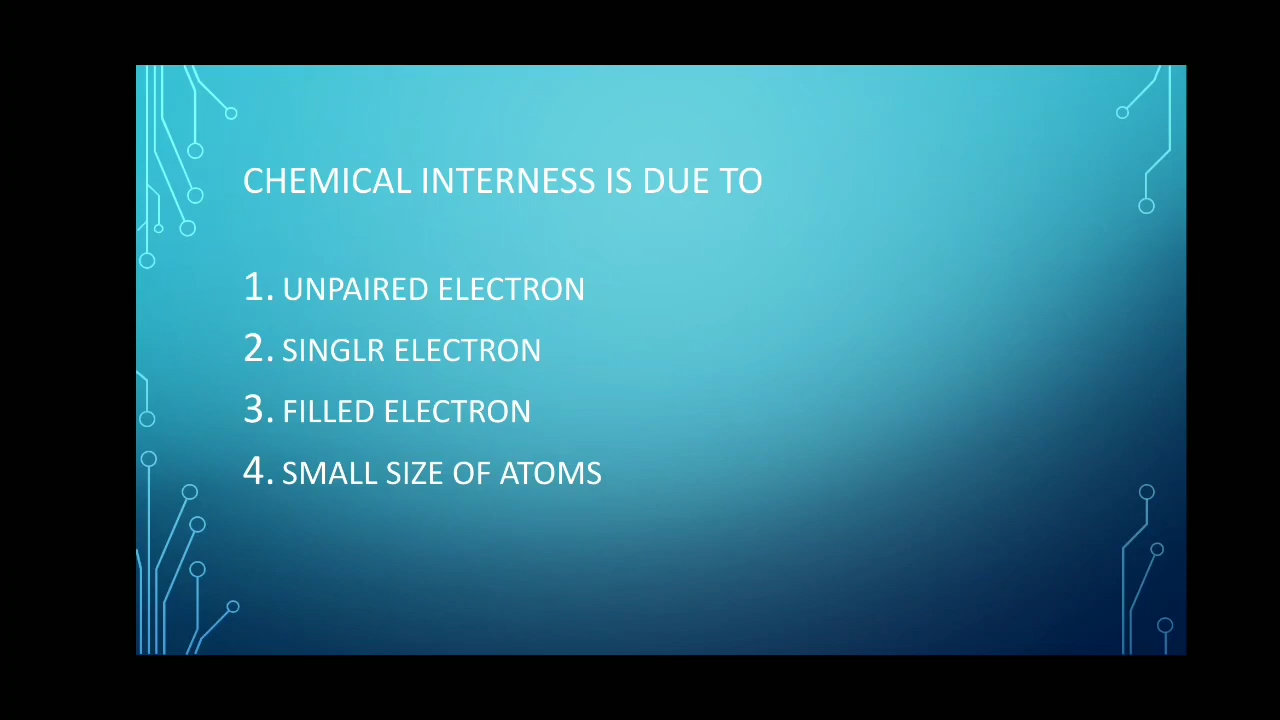 CHEMICAL INTERNESS IS DUE TO
1. UNPAIRED ELECTRON
2. SINGLR ELECTRON
3. FILLED ELECTRON
4. SMALL SIZE OF ATOMS